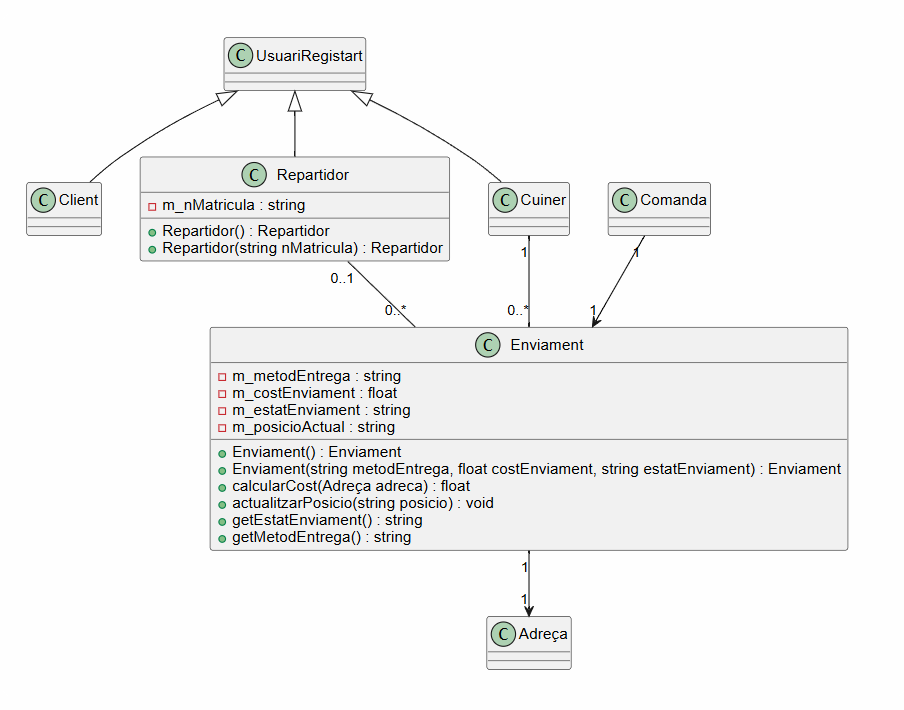 C UsuariRegistart
C Client
C Repartidor
m_nMatricula : string
Repartidor() : Repartidor
Repartidor(string nMatricula) : Repartidor
C Cuiner
C Comanda
0..1
0..*
1
0..*
1
1
C Enviament
m_metodEntrega : string
m_costEnviament : float
m_estatEnviament : string
m_posicioActual : string
Enviament() : Enviament
Enviament(string metodEntrega, float costEnviament, string estatEnviament) : Enviament
calcularCost(Adreça adreca) : float
actualitzarPosicio(string posicio) : void
getEstatEnviament() : string
getMetodEntrega() : string
1
1
C Adreça